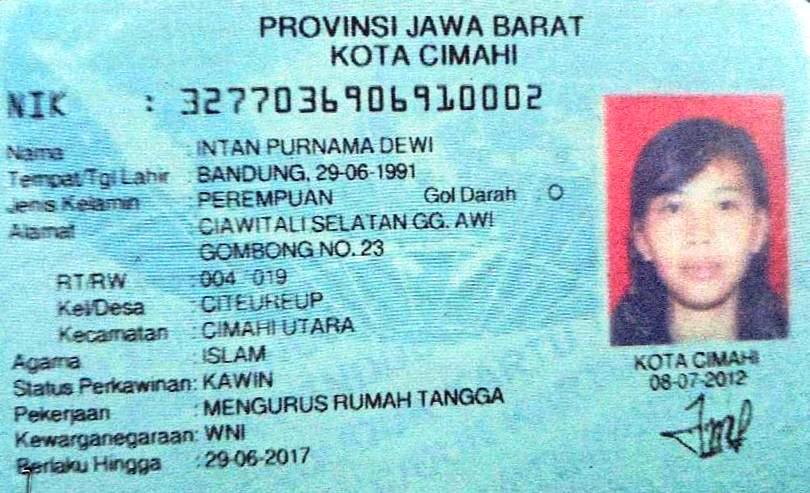 PROVINSI JAWA BARAT
KOTA CIMAHI
NIK : 3277036906910002
Nama : INTAN PURNAMA DEWI
Tempat/Tgl Lahir : BANDUNG, 29-06-1991
Jenis Kelamin : PEREMPUAN Gol Darah : O
Alamat : CIAWITALI SELATAN GG. AWI
GOMBONG NO. 23
RT/RW : 004 019
Kel/Desa : CITEUREUP
Kecamatan : CIMAHI UTARA
Agama : ISLAM
Status Perkawinan: KAWIN
Pekerjaan : MENGURUS RUMAH TANGGA
Kewarganegaraan: WNI
Berlaku Hingga : 29-06-2017
KOTA CIMAHI
08-07-2012